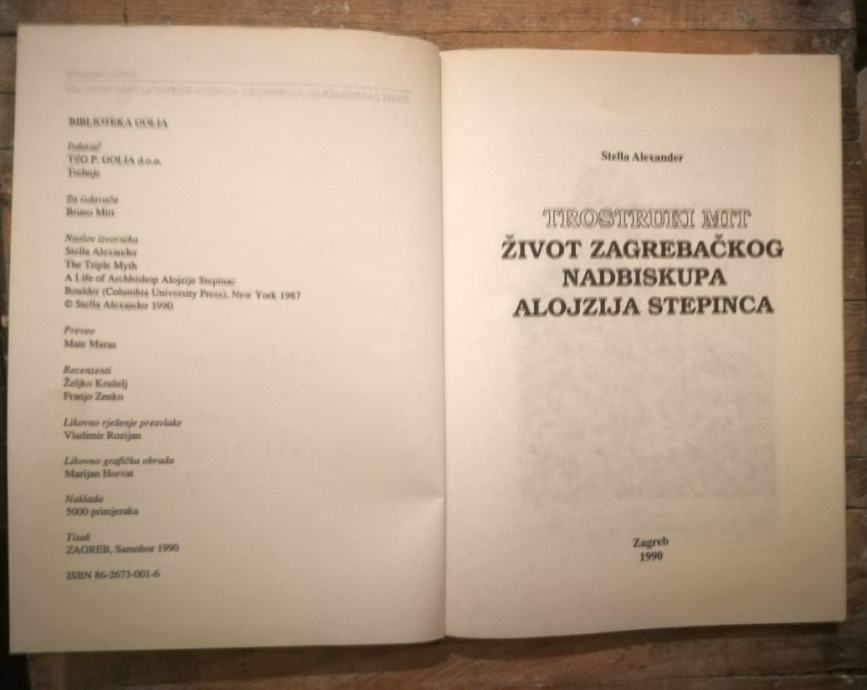 BIBLIOTEKA GOLIA
Izdavač
TčG P. GOLIA d.o.o.
Za izdavača
Bruno
Naslov izvornika
Stella Alexander
The Triple Myth
A Life of Archbishop Alojzije Stepinac
Boulder (Columbia University Press), New York 1987
© Stella Alexander 1990
Preveo
Mate Maras
Recenzenti
Željko Krušelj
Franjo Zenko
Likovno rješenje presvlake
Vladimir Rozijan
Likovno grafička obrada
Marijan Horvat
Naklada
5000 primjeraka
Tisak
ZAGREB, Samobor 1990
ISBN 86-2673-001-6
Stella Alexander
TROSTRUKI MIT
ŽIVOT ZAGREBAČKOG
NADBISKUPA
ALOJZIJA STEPINCA
Zagreb
1990